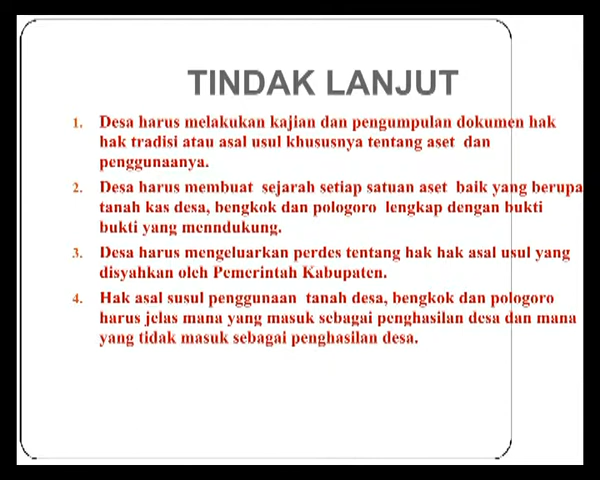 TINDAK LANJUT
1. Desa harus melakukan kajian dan pengumpulan dokumen hak
hak tradisi atau asal usul khususnya tentang aset dan
penggunaanya.
2. Desa harus membuat sejarah setiap satuan aset baik yang berupa
tanah kas desa, bengkok dan pologoro lengkap dengan bukti
bukti yang menndukung.
3. Desa harus mengeluarkan perdes tentang hak hak asal usul yang
disyahkan oleh Pemerintah Kabupaten.
4. Hak asal susul penggunaan tanah desa, bengkok dan pologoro
harus jelas mana yang masuk sebagai penghasilan desa dan mana
yang tidak masuk sebagai penghasilan desa.